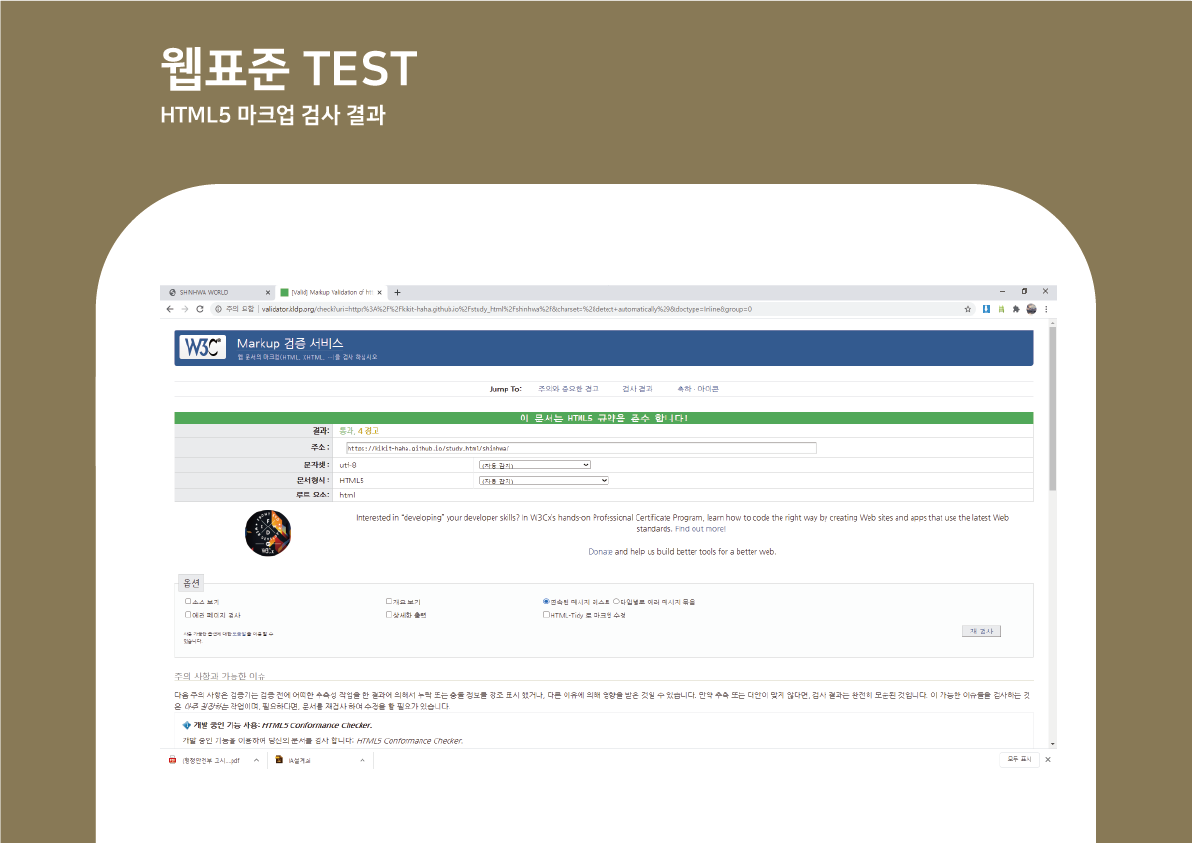 웹표준 TEST
HTML5 마크업 검사 결과
SHINHWA WORLD
[Valid] Markup Validation of htt
주의 요함 | validator.kldp.org/check?uri=https%3A%2F%2Fkikit-haha.github.io%2Fstudy_html%2Fshinhwa%2F&charset=%28detect+automatically%29&doctype=Inline&group=0
W3C
Markup 검증 서비스
웹 문서의 마크업(HTML, XHTML, …)을 검사 하십시오
Jump To: 주의와 중요한 경고 검사 결과 축하 · 아이콘
이 문서는 HTML5 규약을 준수 합니다!
결과: 통과, 4 경고
주소 : https://kikit-haha.github.io/study_html/shinhwa/
문자셋 : utf-8 (자동 감지)
문서형식 : HTML5 (자동 감지)
루트 요소: html
Interested in "developing" your developer skills? In W3Cx's hands-on Professional Certificate Program, learn how to code the right way by creating Web sites and apps that use the latest Web
standards. Find out more!
Donate and help us build better tools for a better web.
옵션
소스 보기 개요 보기 연속된 메시지 리스트 타입별로 에러 메시지 묶음
에러 페이지 검사 상세화 출력 HTML-Tidy 로 마크업 수정
있습니다.
재 검사
주의 사항과 가능한 이슈
다음 주의 사항은 검증기는 검증 전에 어떠한 추측성 작업을 한 결과에 의해서 누락 또는 충돌 정보를 강조 표시 했거나, 다른 이유에 의해 영향을 받은 것일 수 있습니다. 만약 추측 또는 대안이 맞지 않다면, 검사 결과는 완전히 모순된 것입니다. 이 가능한 이슈들을 검사하는 것
은 아주 굉장하는 작업이며, 필요하다면, 문서를 재검사 하여 수정을 할 필요가 있습니다.
개발 중인 기능 사용: HTML5 Conformance Checker.
개발 중인 기능을 이용하여 당신의 문서를 검사 합니다: HTML5 Conformance Checker.
(행정안전부 고시....pdf IA설계.ai 모두 표시